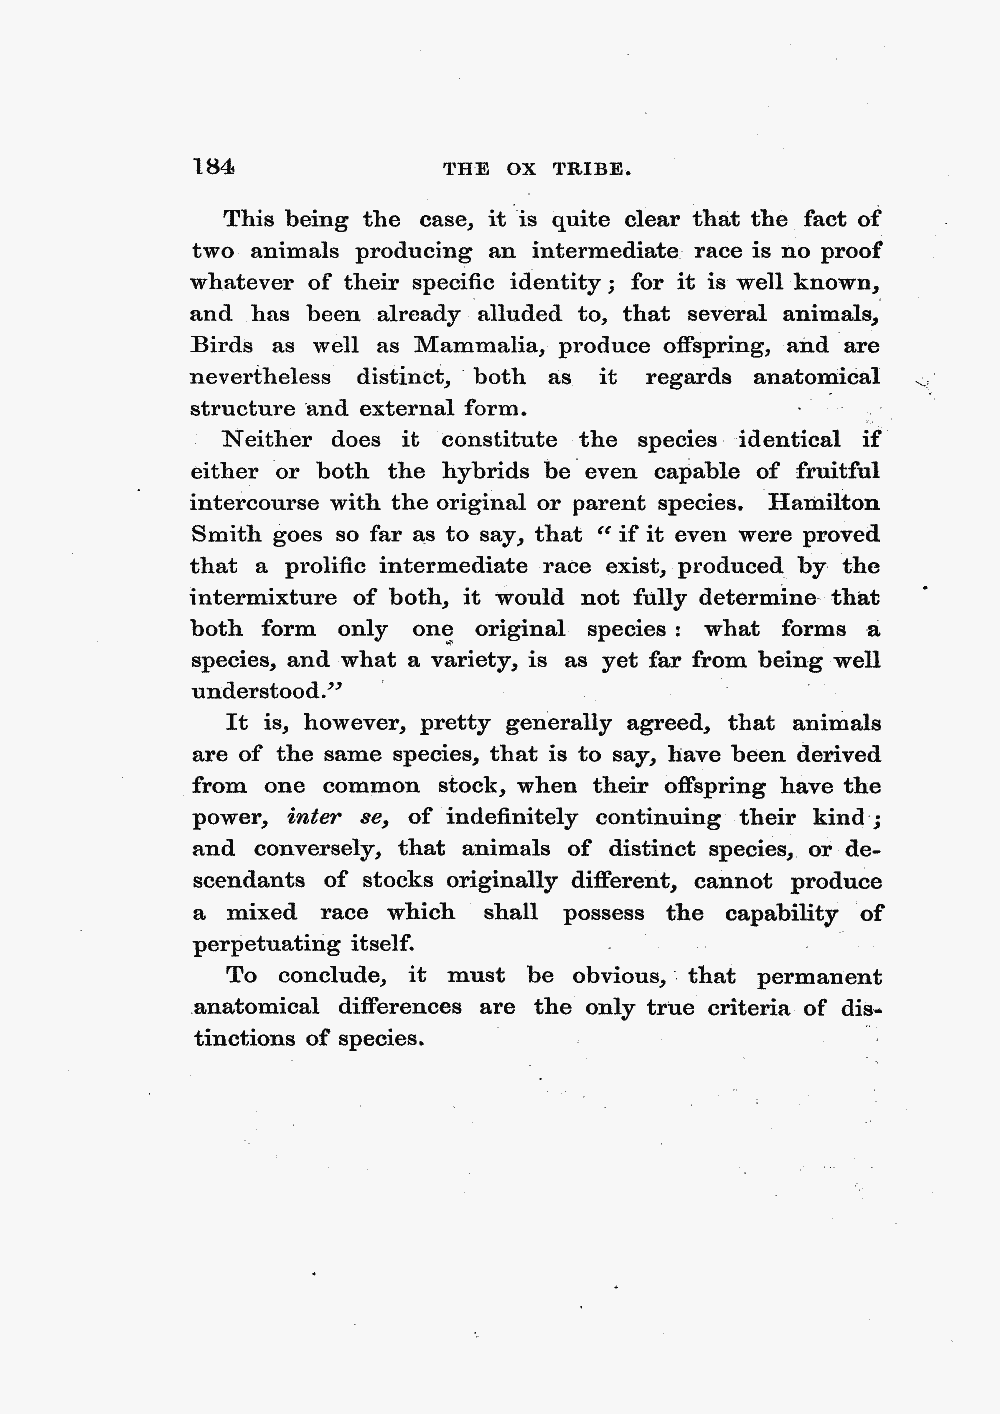 184 THE OX TRIBE.
This being the case, it is quite clear that the fact of
two animals producing an intermediate race is no proof
whatever of their specific identity; for it is well known,
and has been already alluded to, that several animals,
Birds as well as Mammalia, produce offspring, and are
nevertheless distinct, both as it regards anatomical
structure and external form.
Neither does it constitute the species identical if
either or both the hybrids be even capable of fruitful
intercourse with the original or parent species. Hamilton
Smith goes so far as to say, that “if it even were proved
that a prolific intermediate race exist, produced by the
intermixture of both, it would not fully determine that
both form only one original species: what forms a
species, and what a variety, is as yet far from being well
understood.”
It is, however, pretty generally agreed, that animals
are of the same species, that is to say, have been derived
from one common stock, when their offspring have the
power, inter se, of indefinitely continuing their kind;
and conversely, that animals of distinct species, or de-
scendants of stocks originally different, cannot produce
a mixed race which shall possess the capability of
perpetuating itself.
To conclude, it must be obvious, that permanent
anatomical differences are the only true criteria of dis-
tinctions of species.